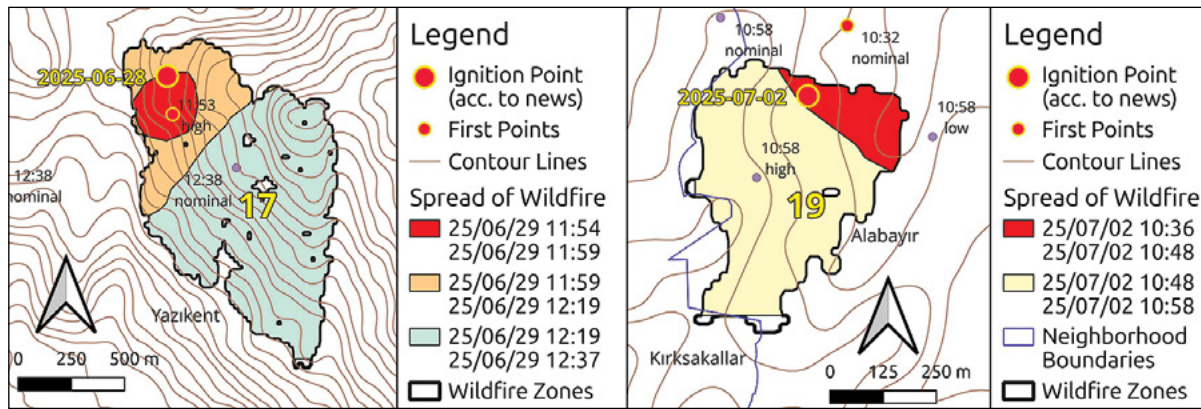 2025-06-28
11:53
high
12:38
nominal
12:38
nominal
17
Yazıkent
0 250 500 m
Legend
Ignition Point
(acc. to news)
First Points
Contour Lines
Spread of Wildfire
25/06/29 11:54
25/06/29 11:59
25/06/29 11:59
25/06/29 12:19
25/06/29 12:19
25/06/29 12:37
Wildfire Zones
10:58
nominal
10:32
nominal
2025-07-02
10:58
low
10:58
high
19
Alabayır
Kırksakallar
0 125 250 m
Legend
Ignition Point
(acc. to news)
First Points
Contour Lines
Spread of Wildfire
25/07/02 10:36
25/07/02 10:48
25/07/02 10:48
25/07/02 10:58
Neighborhood
Boundaries
Wildfire Zones